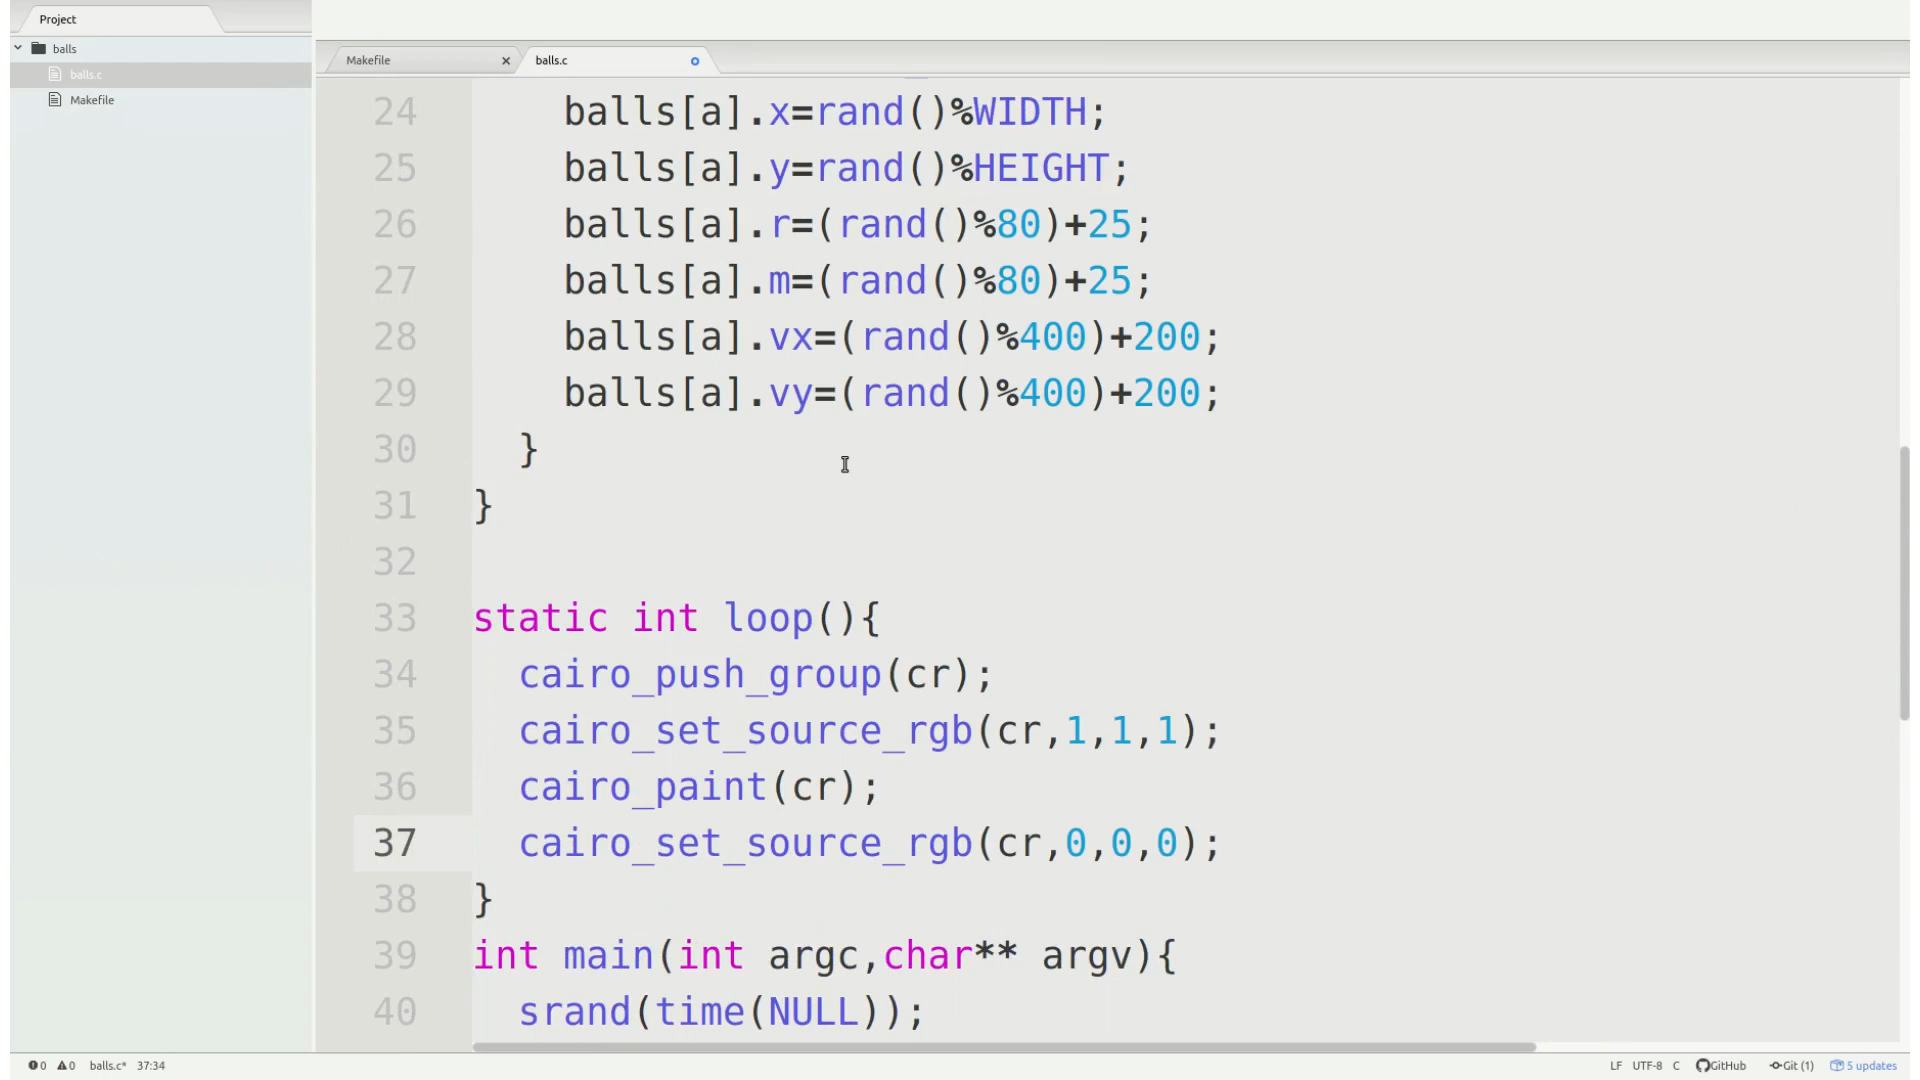 Project
balls
balls.c
Makefile
Makefile
balls.c
24 balls[a].x=rand()%WIDTH;
25 balls[a].y=rand()%HEIGHT;
26 balls[a].r=(rand()%80)+25;
27 balls[a].m=(rand()%80)+25;
28 balls[a].vx=(rand()%400)+200;
29 balls[a].vy=(rand()%400)+200;
30 }
31 }
32
33 static int loop(){
34 cairo_push_group(cr);
35 cairo_set_source_rgb(cr,1,1,1);
36 cairo_paint(cr);
37 cairo_set_source_rgb(cr,0,0,0);
38 }
39 int main(int argc,char** argv){
40 srand(time(NULL));
0 0 balls.c* 37:34 LF UTF-8 C GitHub Git (1) 5 updates